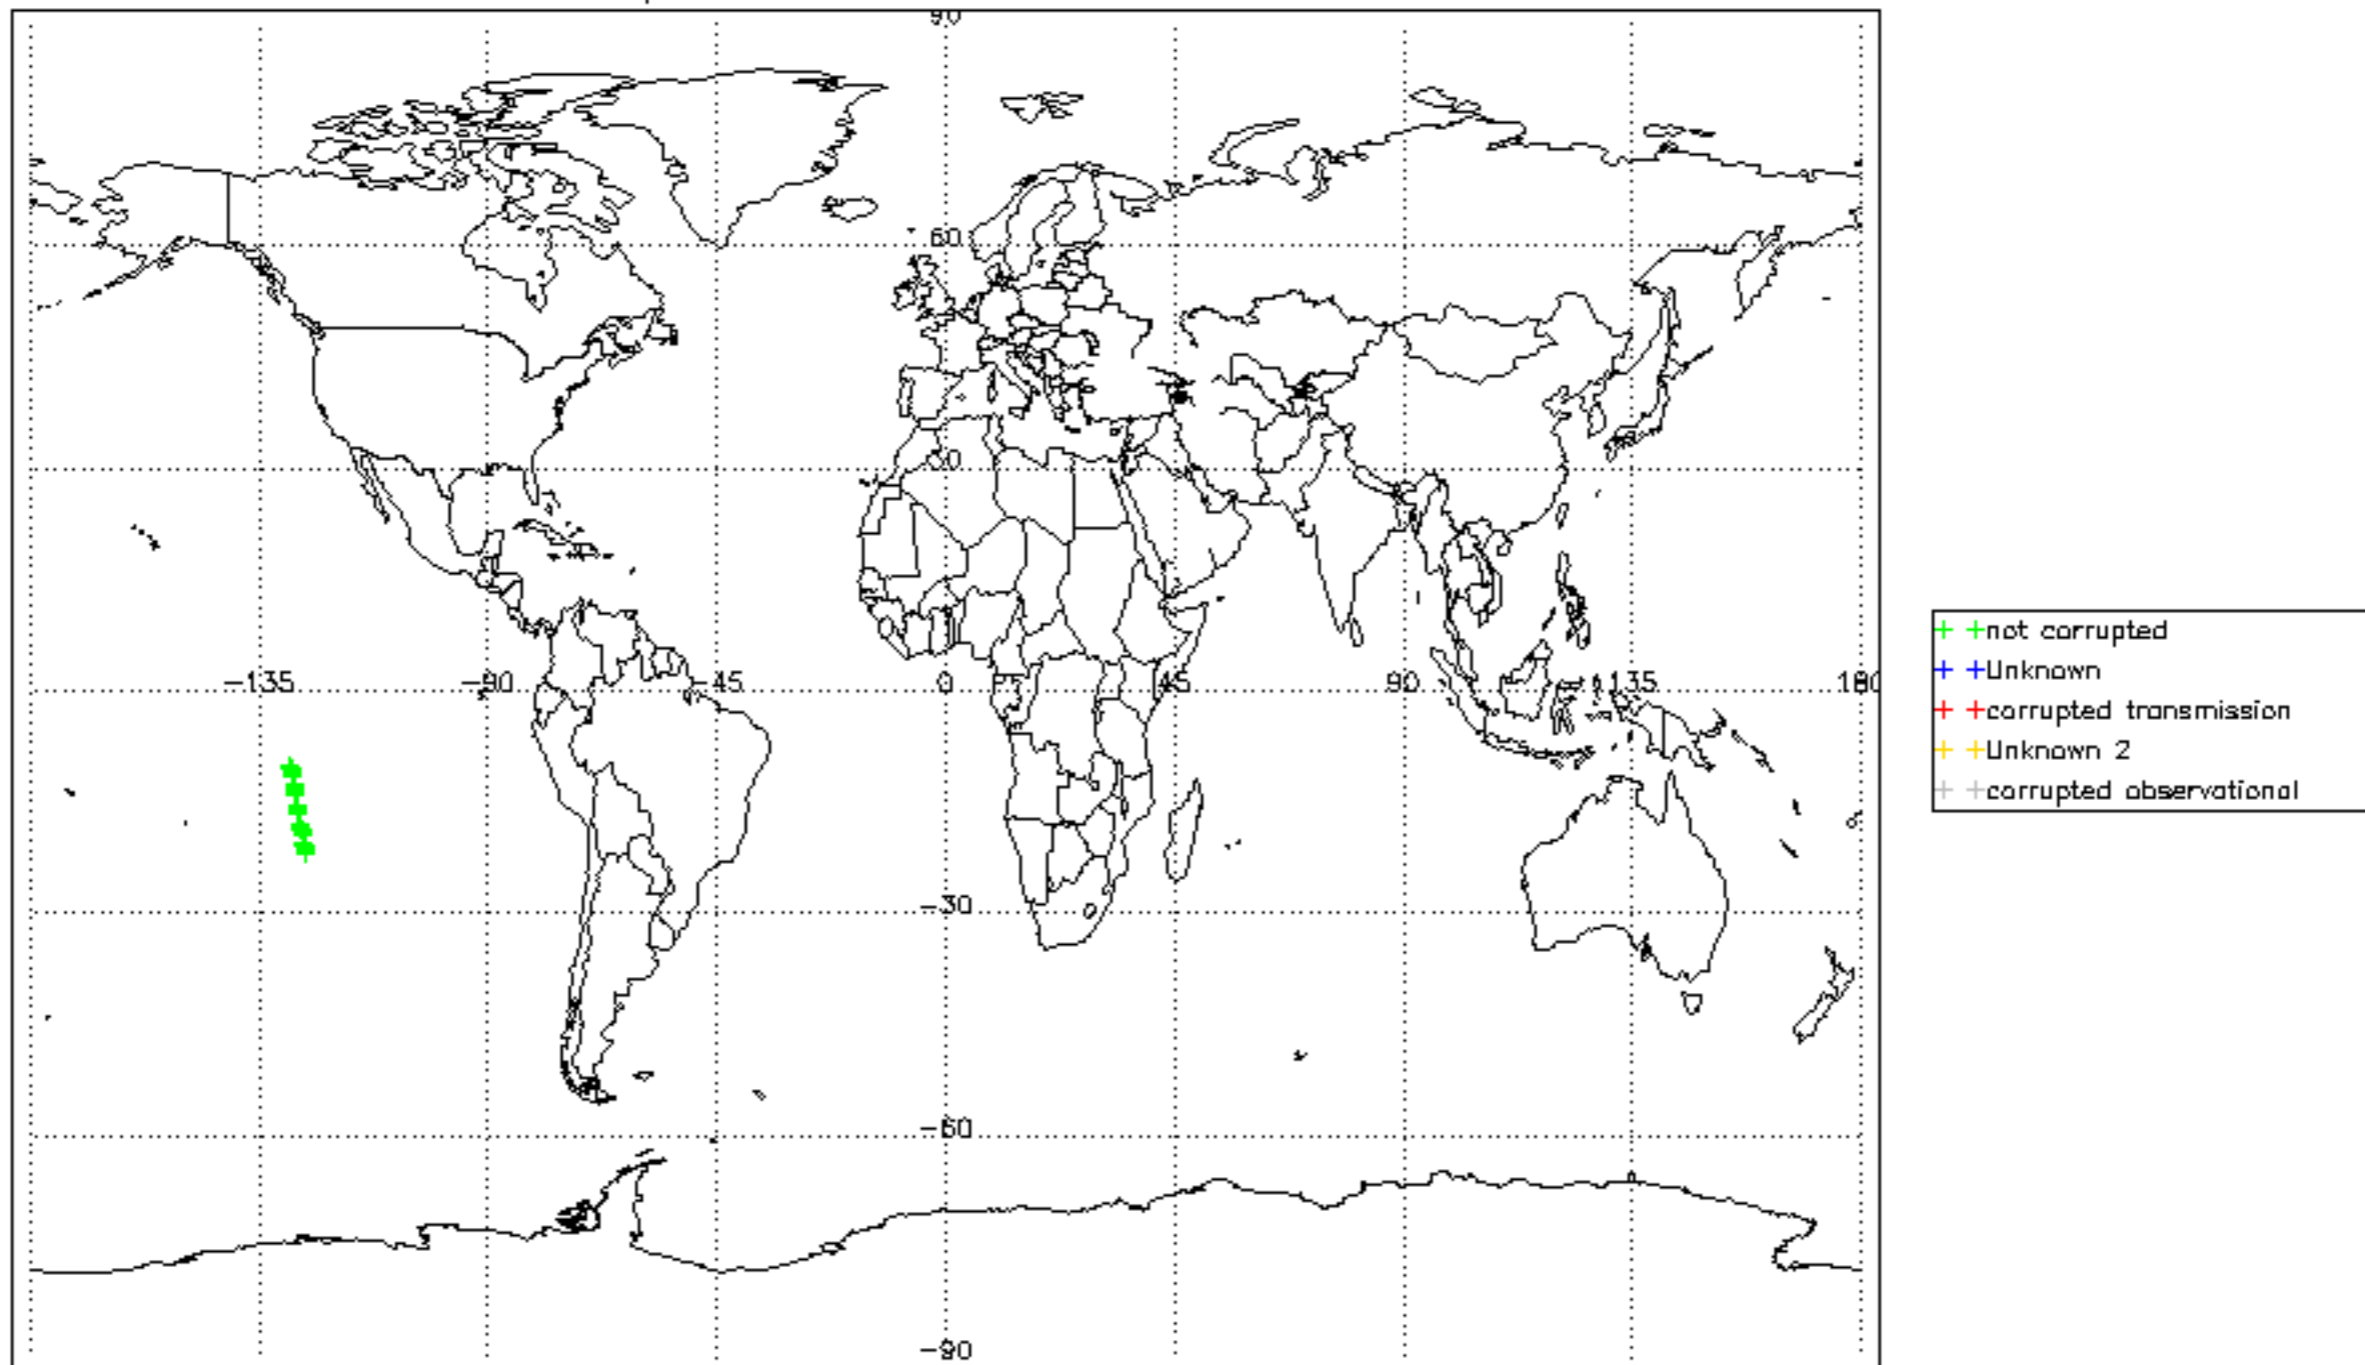 90
60
30
-135 -90 -45 0 45 90 135 180
-30
-60
-90
not corrupted
Unknown
corrupted transmission
Unknown 2
corrupted observational